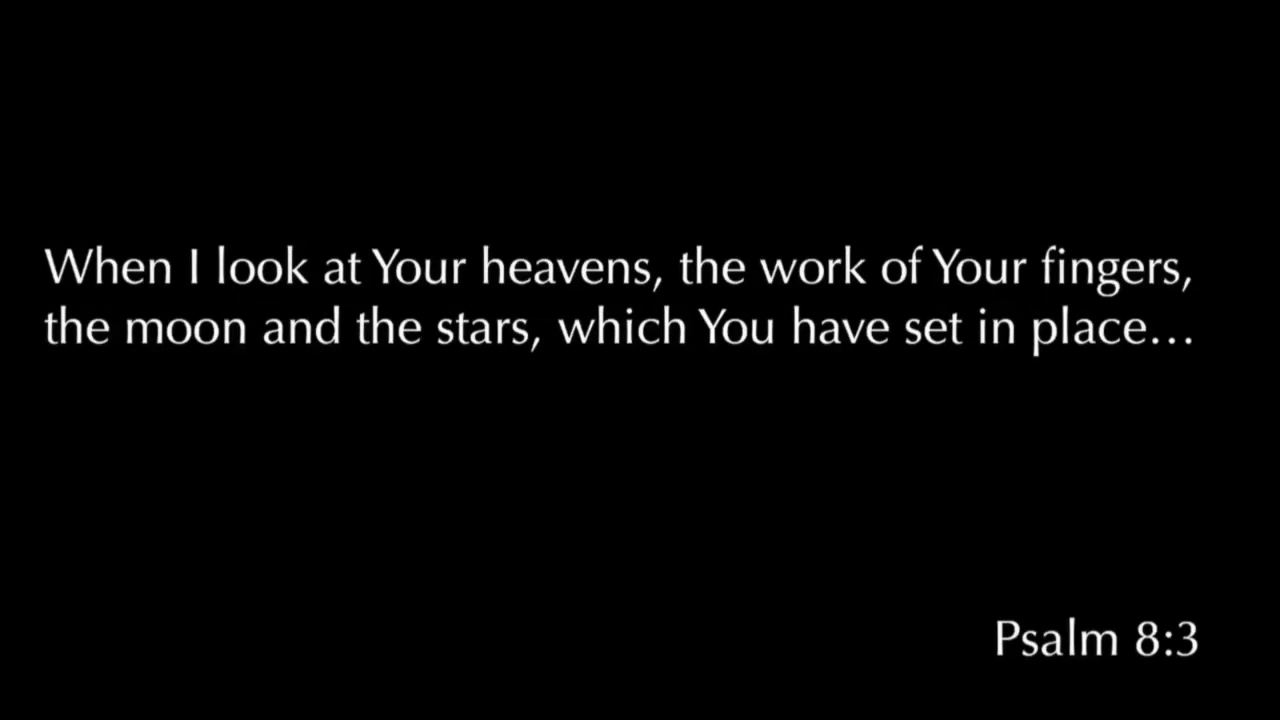 When I look at Your heavens, the work of Your fingers,
the moon and the stars, which You have set in place…
Psalm 8:3